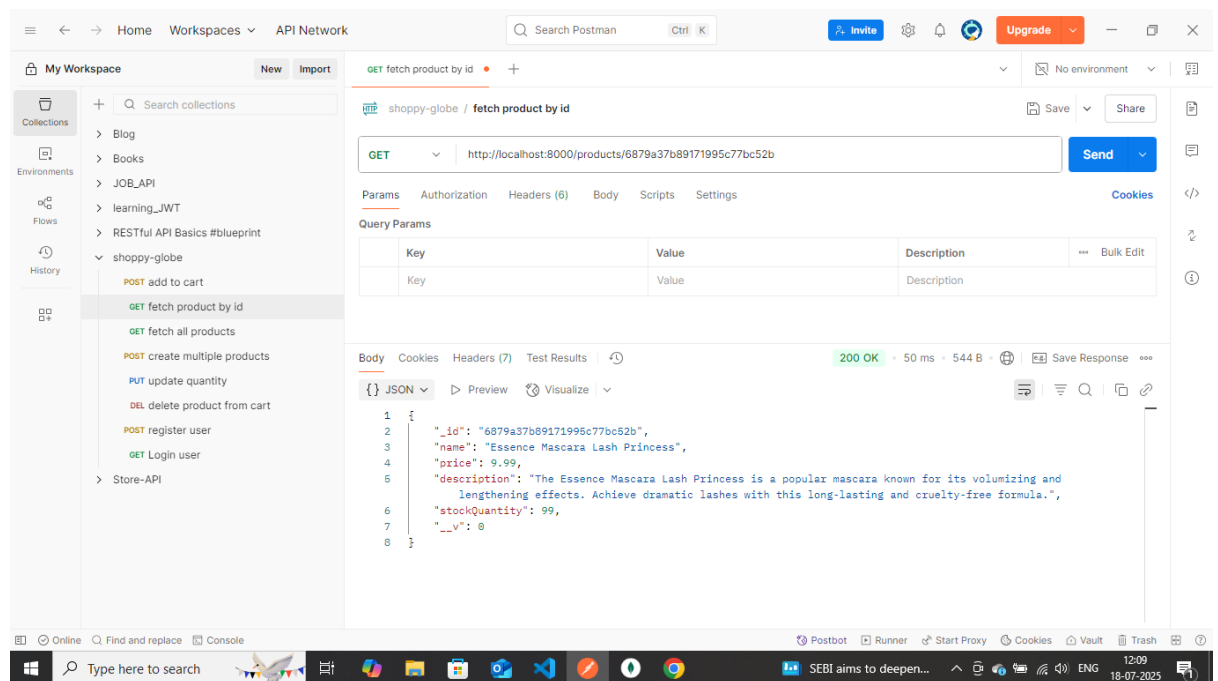 Home Workspaces API Network Search Postman Ctrl K Invite Upgrade
My Workspace New Import GET fetch product by id No environment
Collections
Environments
Flows
History
Search collections
Blog
Books
JOB_API
learning_JWT
RESTful API Basics #blueprint
shoppy-globe
POST add to cart
GET fetch product by id
GET fetch all products
POST create multiple products
PUT update quantity
DEL delete product from cart
POST register user
GET Login user
Store-API
HTTP shoppy-globe / fetch product by id Save Share
GET http://localhost:8000/products/6879a37b89171995c77bc52b Send
Params Authorization Headers (6) Body Scripts Settings Cookies
Query Params
Key Value Description Bulk Edit
Key Value Description
Body Cookies Headers (7) Test Results 200 OK 50 ms 544 B e.g. Save Response
{} JSON Preview Visualize
1 {
2 "_id": "6879a37b89171995c77bc52b",
3 "name": "Essence Mascara Lash Princess",
4 "price": 9.99,
5 "description": "The Essence Mascara Lash Princess is a popular mascara known for its volumizing and
lengthening effects. Achieve dramatic lashes with this long-lasting and cruelty-free formula.",
6 "stockQuantity": 99,
7 "__v": 0
8 }
Online Find and replace Console Postbot Runner Start Proxy Cookies Vault Trash
Type here to search SEBI aims to deepen... ENG 12:09
18-07-2025 1